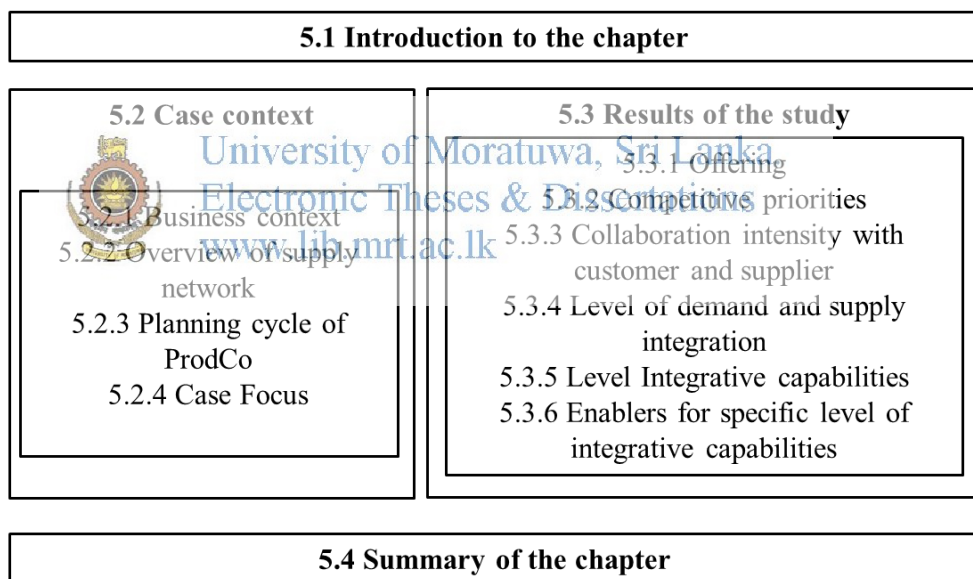 5.1 Introduction to the chapter
5.2 Case context
5.2.1 Business context
5.2.2 Overview of supply
network
5.2.3 Planning cycle of
ProdCo
5.2.4 Case Focus
5.3 Results of the study
5.3.1 Offering
5.3.2 Competitive priorities
5.3.3 Collaboration intensity with
customer and supplier
5.3.4 Level of demand and supply
integration
5.3.5 Level Integrative capabilities
5.3.6 Enablers for specific level of
integrative capabilities
University of Moratuwa, Sri Lanka.
Electronic Theses & Dissertations
www.lib.mrt.ac.lk
5.4 Summary of the chapter